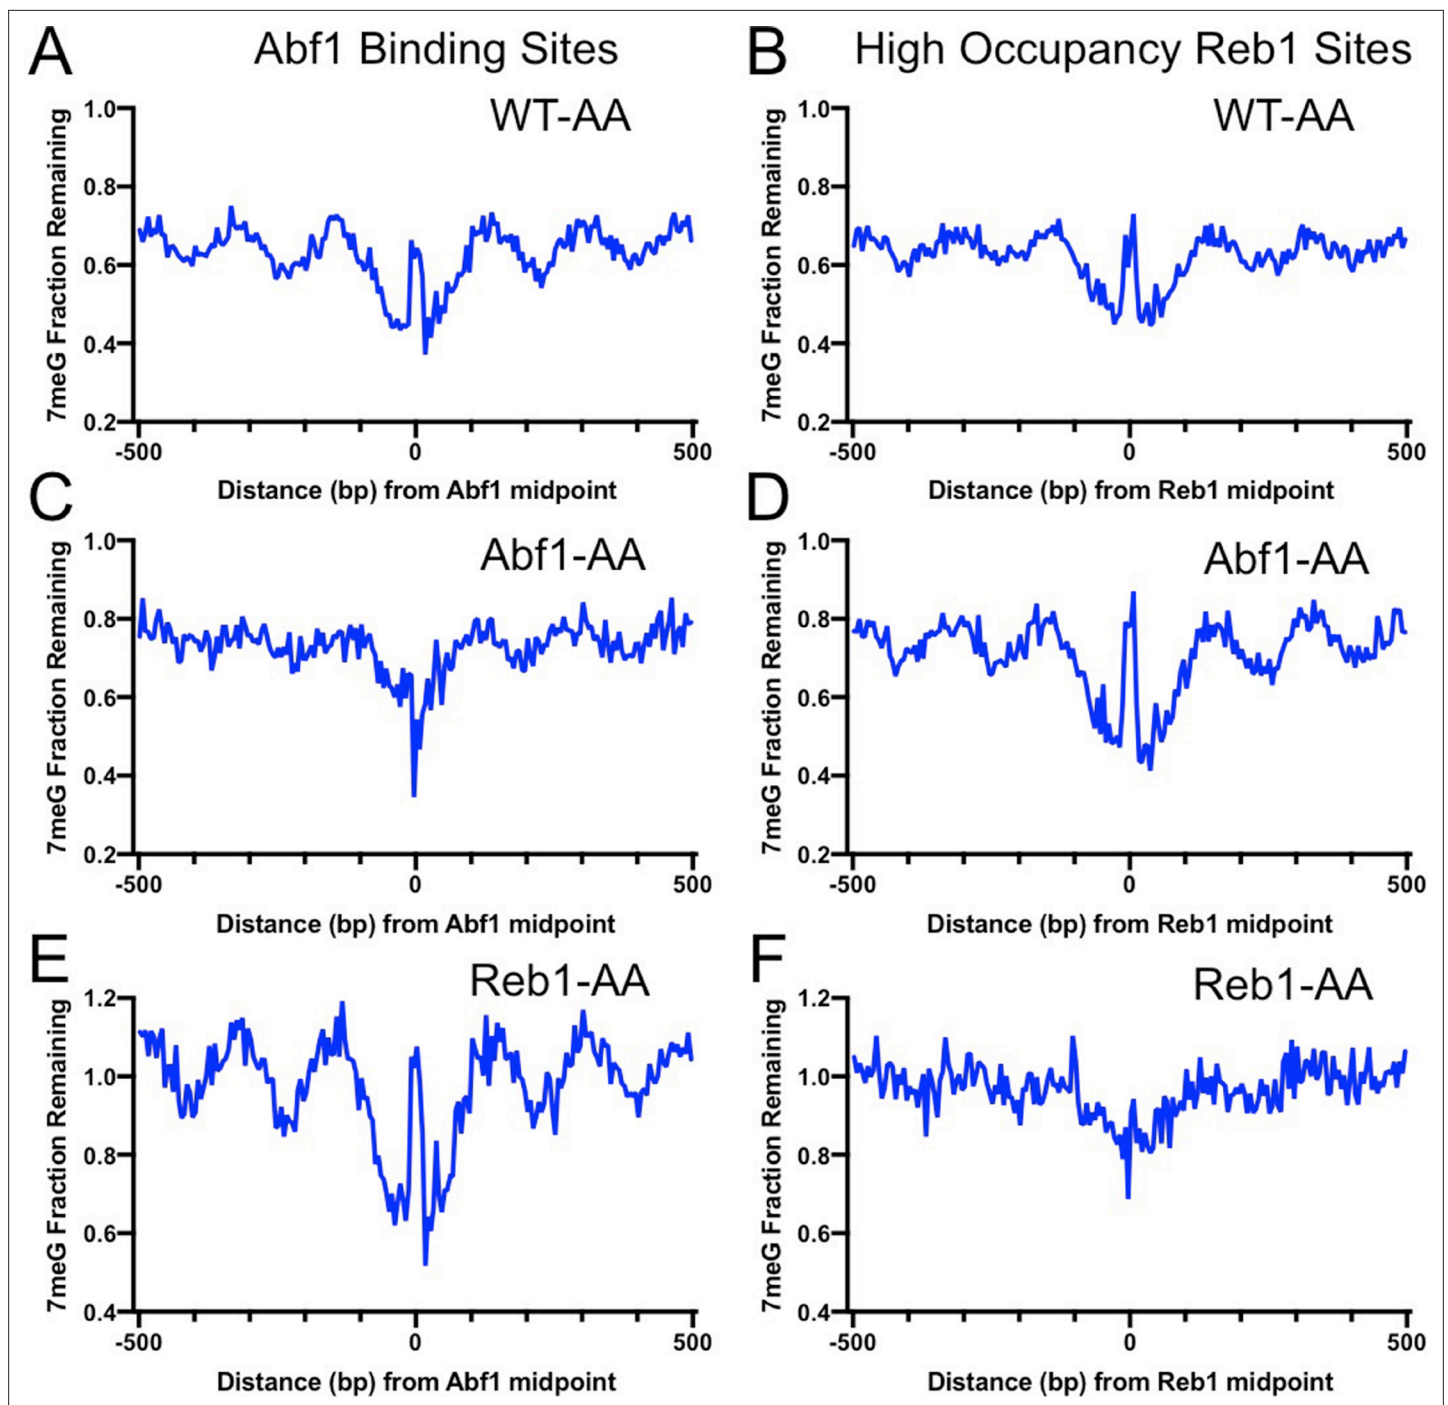 A
Abf1 Binding Sites
WT-AA
7meG Fraction Remaining
1.0
0.8
0.6
0.4
0.2
-500
0
500
Distance (bp) from Abf1 midpoint
B
High Occupancy Reb1 Sites
WT-AA
7meG Fraction Remaining
1.0
0.8
0.6
0.4
0.2
-500
0
500
Distance (bp) from Reb1 midpoint
C
Abf1-AA
7meG Fraction Remaining
1.0
0.8
0.6
0.4
0.2
-500
0
500
Distance (bp) from Abf1 midpoint
D
Abf1-AA
7meG Fraction Remaining
1.0
0.8
0.6
0.4
0.2
-500
0
500
Distance (bp) from Reb1 midpoint
E
Reb1-AA
7meG Fraction Remaining
1.2
1.0
0.8
0.6
0.4
-500
0
500
Distance (bp) from Abf1 midpoint
F
Reb1-AA
7meG Fraction Remaining
1.2
1.0
0.8
0.6
0.4
-500
0
500
Distance (bp) from Reb1 midpoint